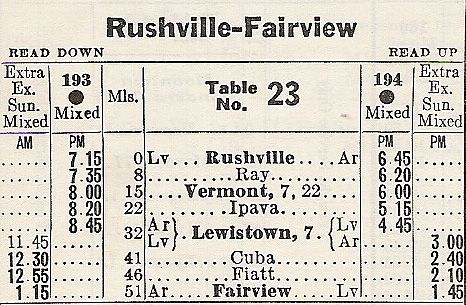 Rushville-Fairview
READ DOWN READ UP
Extra Ex. Sun. Mixed 193 ● Mixed Mls. Table No. 23 194 ● Mixed Extra Ex. Sun. Mixed
AM PM PM PM
...... 7.15 0 Lv... Rushville... Ar 6.45 ......
...... 7.35 8 ......Ray...... 6.20 ......
...... 8.00 15 ...Vermont, 7, 22... 6.00 ......
...... 8.20 22 ......Ipava...... 5.15 ......
...... 8.45 32 Ar } Lewistown, 7. { Lv 4.45 ......
11.45 ...... Lv } { Ar ...... 3.00
12.30 ...... 41 ......Cuba...... ...... 2.40
12.55 ...... 46 ......Fiatt...... ...... 2.10
1.15 ...... 51 Ar... Fairview... Lv ...... 1.45